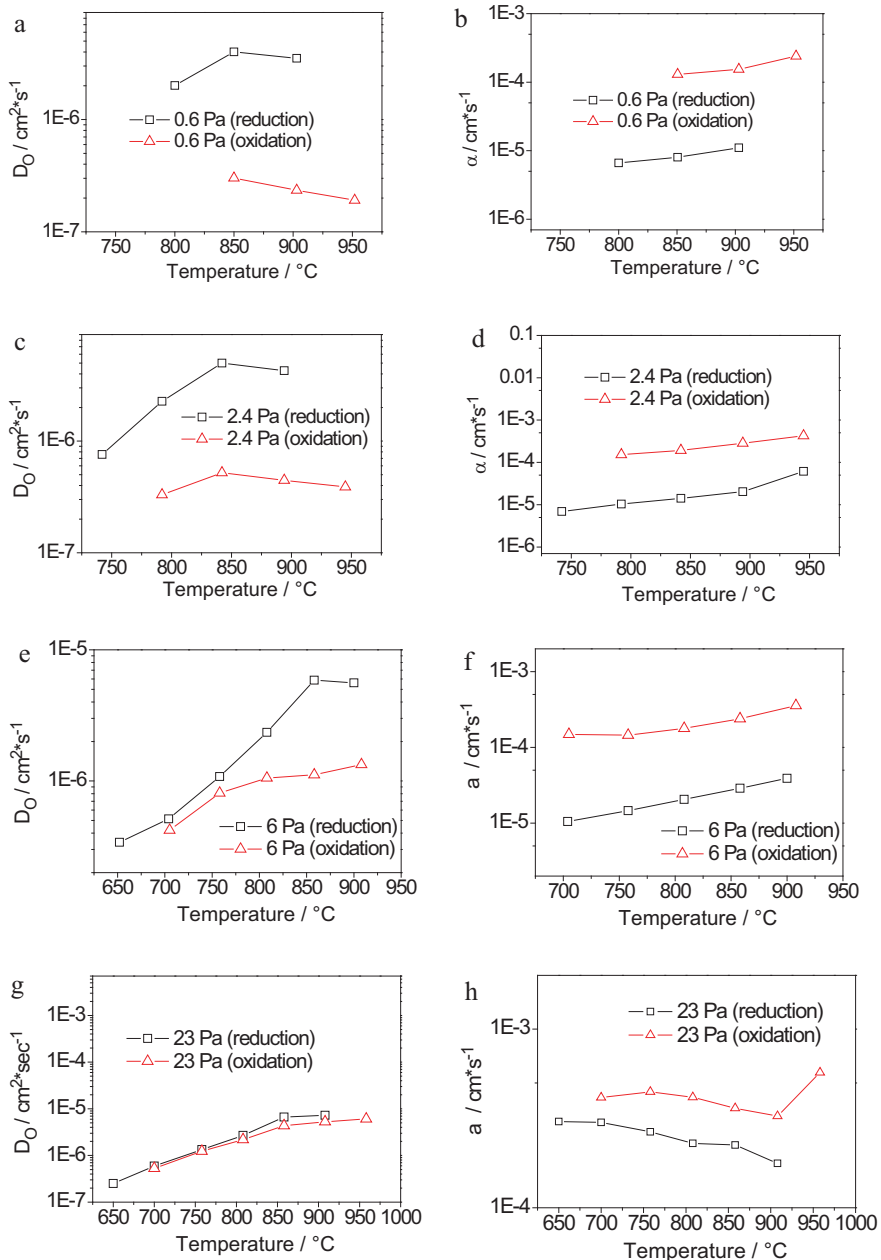 a
D_O / cm²*s⁻¹
1E-6
1E-7
0.6 Pa (reduction)
0.6 Pa (oxidation)
750 800 850 900 950
Temperature / °C
b
α / cm*s⁻¹
1E-3
1E-4
1E-5
1E-6
0.6 Pa (reduction)
0.6 Pa (oxidation)
750 800 850 900 950
Temperature / °C
c
D_O / cm²*s⁻¹
1E-6
1E-7
2.4 Pa (reduction)
2.4 Pa (oxidation)
750 800 850 900 950
Temperature / °C
d
α / cm*s⁻¹
0.1
0.01
1E-3
1E-4
1E-5
1E-6
2.4 Pa (reduction)
2.4 Pa (oxidation)
750 800 850 900 950
Temperature / °C
e
D_O / cm²*s⁻¹
1E-5
1E-6
6 Pa (reduction)
6 Pa (oxidation)
650 700 750 800 850 900 950
Temperature / °C
f
a / cm*s⁻¹
1E-3
1E-4
1E-5
6 Pa (reduction)
6 Pa (oxidation)
700 750 800 850 900 950
Temperature / °C
g
D_O / cm²*sec⁻¹
1E-3
1E-4
1E-5
1E-6
1E-7
23 Pa (reduction)
23 Pa (oxidation)
650 700 750 800 850 900 950 1000
Temperature / °C
h
a / cm*s⁻¹
1E-3
1E-4
23 Pa (reduction)
23 Pa (oxidation)
650 700 750 800 850 900 950 1000
Temperature / °C